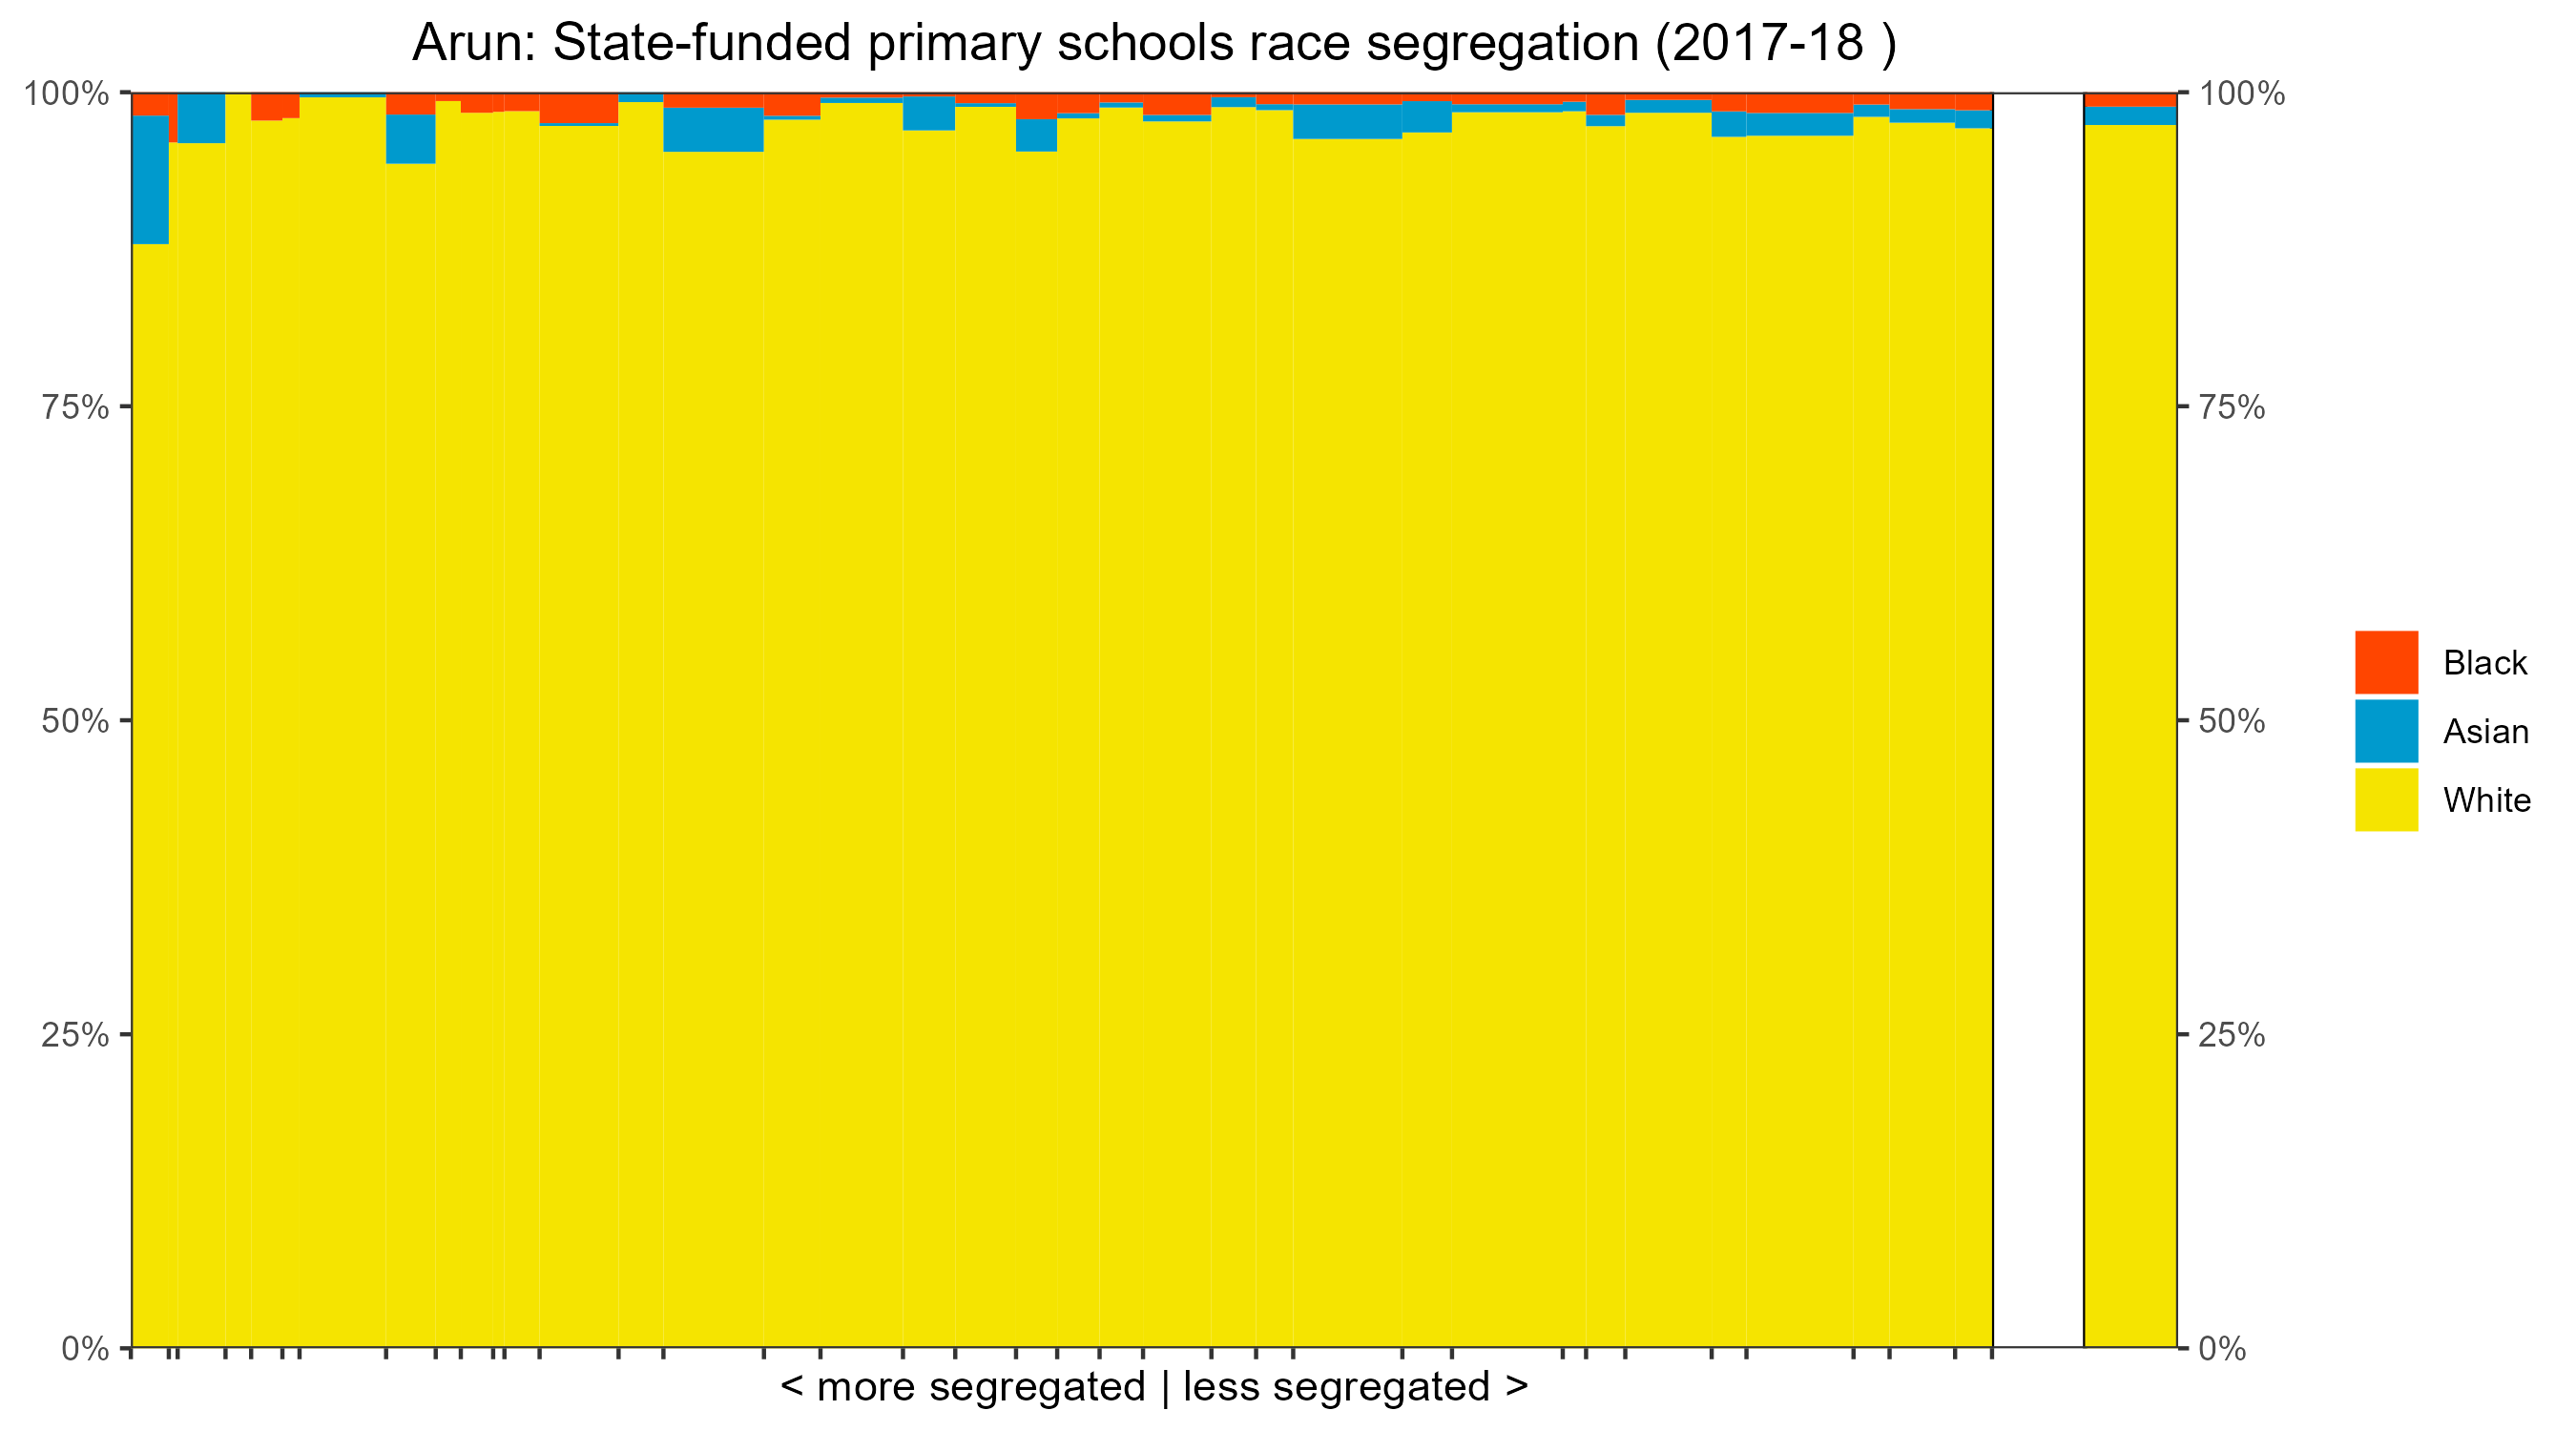 Arun: State-funded primary schools race segregation (2017-18 )
100%
75%
50%
25%
0%
100%
75%
50%
25%
0%
Black
Asian
White
< more segregated | less segregated >